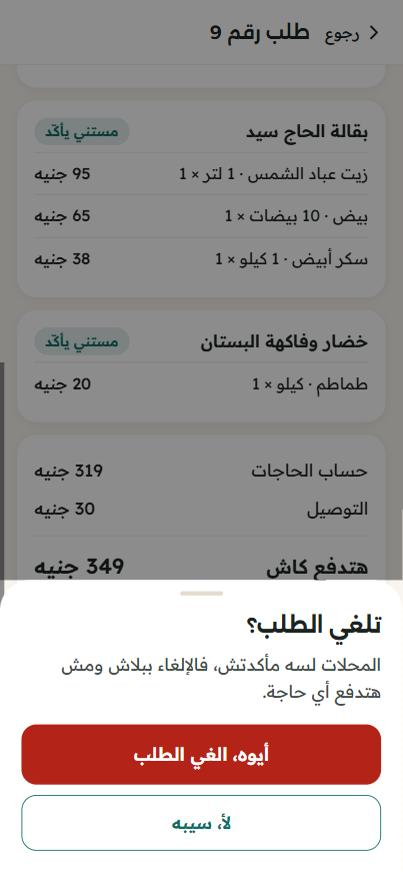 رجوع
طلب رقم 9
بقالة الحاج سيد
مستني يأكّد
زيت عباد الشمس · 1 لتر × 1
95 جنيه
بيض · 10 بيضات × 1
65 جنيه
سكر أبيض · 1 كيلو × 1
38 جنيه
خضار وفاكهة البستان
مستني يأكّد
طماطم · كيلو × 1
20 جنيه
حساب الحاجات
319 جنيه
التوصيل
30 جنيه
هتدفع كاش
349 جنيه
تلغي الطلب؟
المحلات لسه مأكدتش، فالإلغاء ببلاش ومش
هتدفع أي حاجة.
أيوه، الغي الطلب
لأ، سيبه